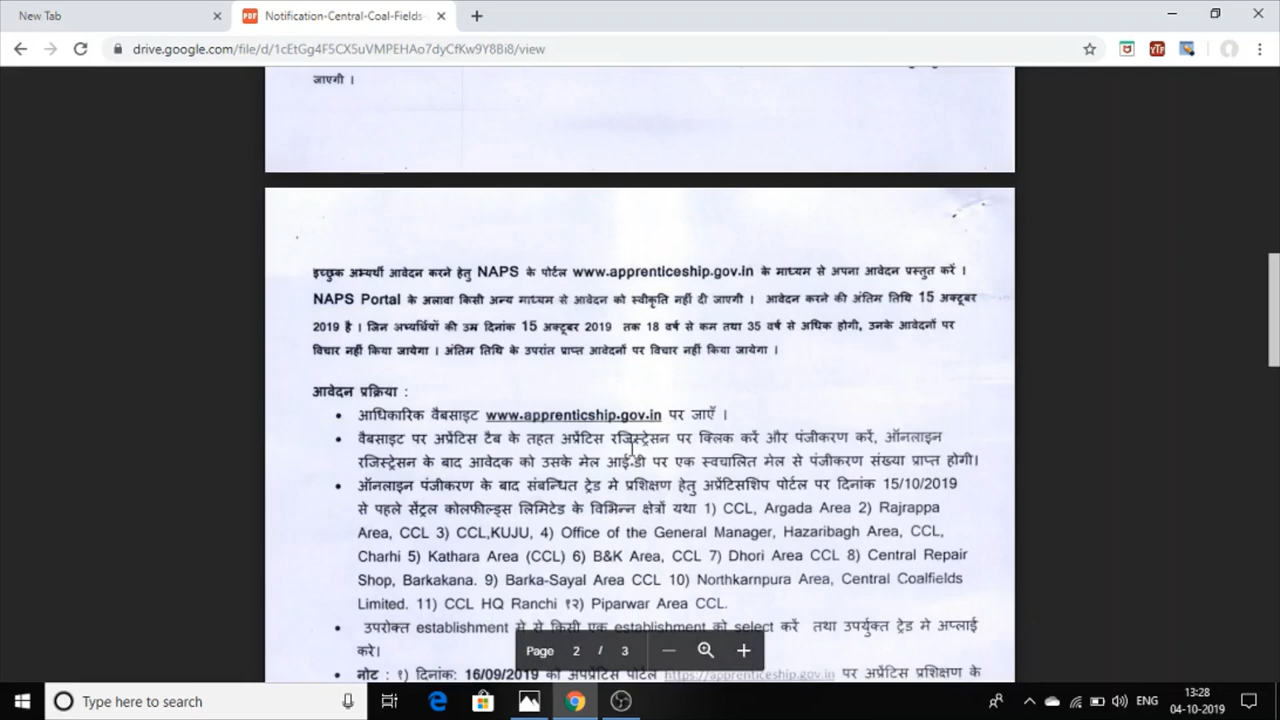 New Tab
Notification-Central-Coal-Fields-
drive.google.com/file/d/1cEtGg4F5CX5uVMPEHAo7dyCfKw9Y8Bi8/view
जाएगी ।
इच्छुक अभ्यर्थी आवेदन करने हेतु NAPS के पोर्टल www.apprenticeship.gov.in के माध्यम से अपना आवेदन प्रस्तुत करें ।
NAPS Portal के अलावा किसी अन्य माध्यम से आवेदन को स्वीकृति नहीं दी जाएगी । आवेदन करने की अंतिम तिथि 15 अक्टूबर
2019 है । जिन अभ्यर्थियों की उम्र दिनांक 15 अक्टूबर 2019 तक 18 वर्ष से कम तथा 35 वर्ष से अधिक होगी, उनके आवेदनों पर
विचार नहीं किया जायेगा । अंतिम तिथि के उपरांत प्राप्त आवेदनों पर विचार नहीं किया जायेगा ।
आवेदन प्रक्रिया :
• आधिकारिक वैबसाइट www.apprenticship.gov.in पर जाएँ ।
• वैबसाइट पर अप्रेंटिस टैब के तहत अप्रेंटिस रजिस्ट्रेसन पर क्लिक करें और पंजीकरण करें, ऑनलाइन
रजिस्ट्रेसन के बाद आवेदक को उसके मेल आई.डी पर एक स्वचालित मेल से पंजीकरण संख्या प्राप्त होगी।
• ऑनलाइन पंजीकरण के बाद संबन्धित ट्रेड मे प्रशिक्षण हेतु अप्रेंटिसशिप पोर्टल पर दिनांक 15/10/2019
से पहले सेंट्रल कोलफील्ड्स लिमिटेड के विभिन्न क्षेत्रों यथा 1) CCL, Argada Area 2) Rajrappa
Area, CCL 3) CCL,KUJU, 4) Office of the General Manager, Hazaribagh Area, CCL,
Charhi 5) Kathara Area (CCL) 6) B&K Area, CCL 7) Dhori Area CCL 8) Central Repair
Shop, Barkakana. 9) Barka-Sayal Area CCL 10) Northkarnpura Area, Central Coalfields
Limited. 11) CCL HQ Ranchi १२) Piparwar Area CCL.
• उपरोक्त establishment मे से किसी एक establishment को select करें तथा उपर्युक्त ट्रेड मे अप्लाई
करे।
Page 2 / 3
• नोट : १) दिनांक: 16/09/2019 को अपप्रेंटिस पोर्टल https://apprenticeship.gov.in पर अप्रेंटिस प्रशिक्षण के
Type here to search
ENG
13:28
04-10-2019